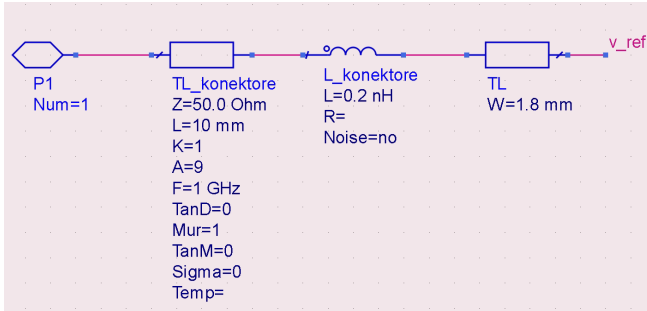 v_ref
P1
Num=1
TL_konektore
Z=50.0 Ohm
L=10 mm
K=1
A=9
F=1 GHz
TanD=0
Mur=1
TanM=0
Sigma=0
Temp=
L_konektore
L=0.2 nH
R=
Noise=no
TL
W=1.8 mm